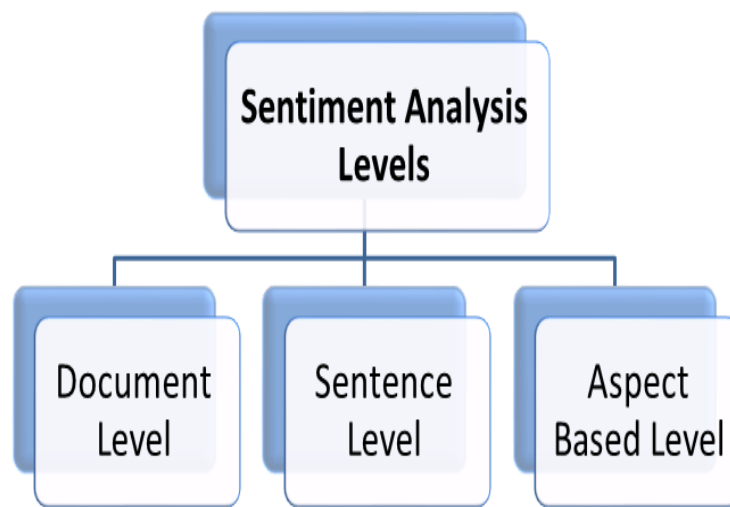 Sentiment Analysis
Levels
Document
Level
Sentence
Level
Aspect
Based Level